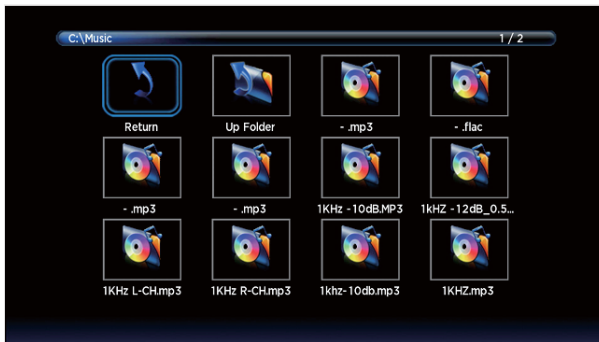 C:\Music 1 / 2
Return Up Folder - .mp3 - .flac
- .mp3 - .mp3 1KHz -10dB.MP3 1kHZ -12dB_0.5...
1KHz L-CH.mp3 1KHz R-CH.mp3 1khz-10db.mp3 1KHZ.mp3